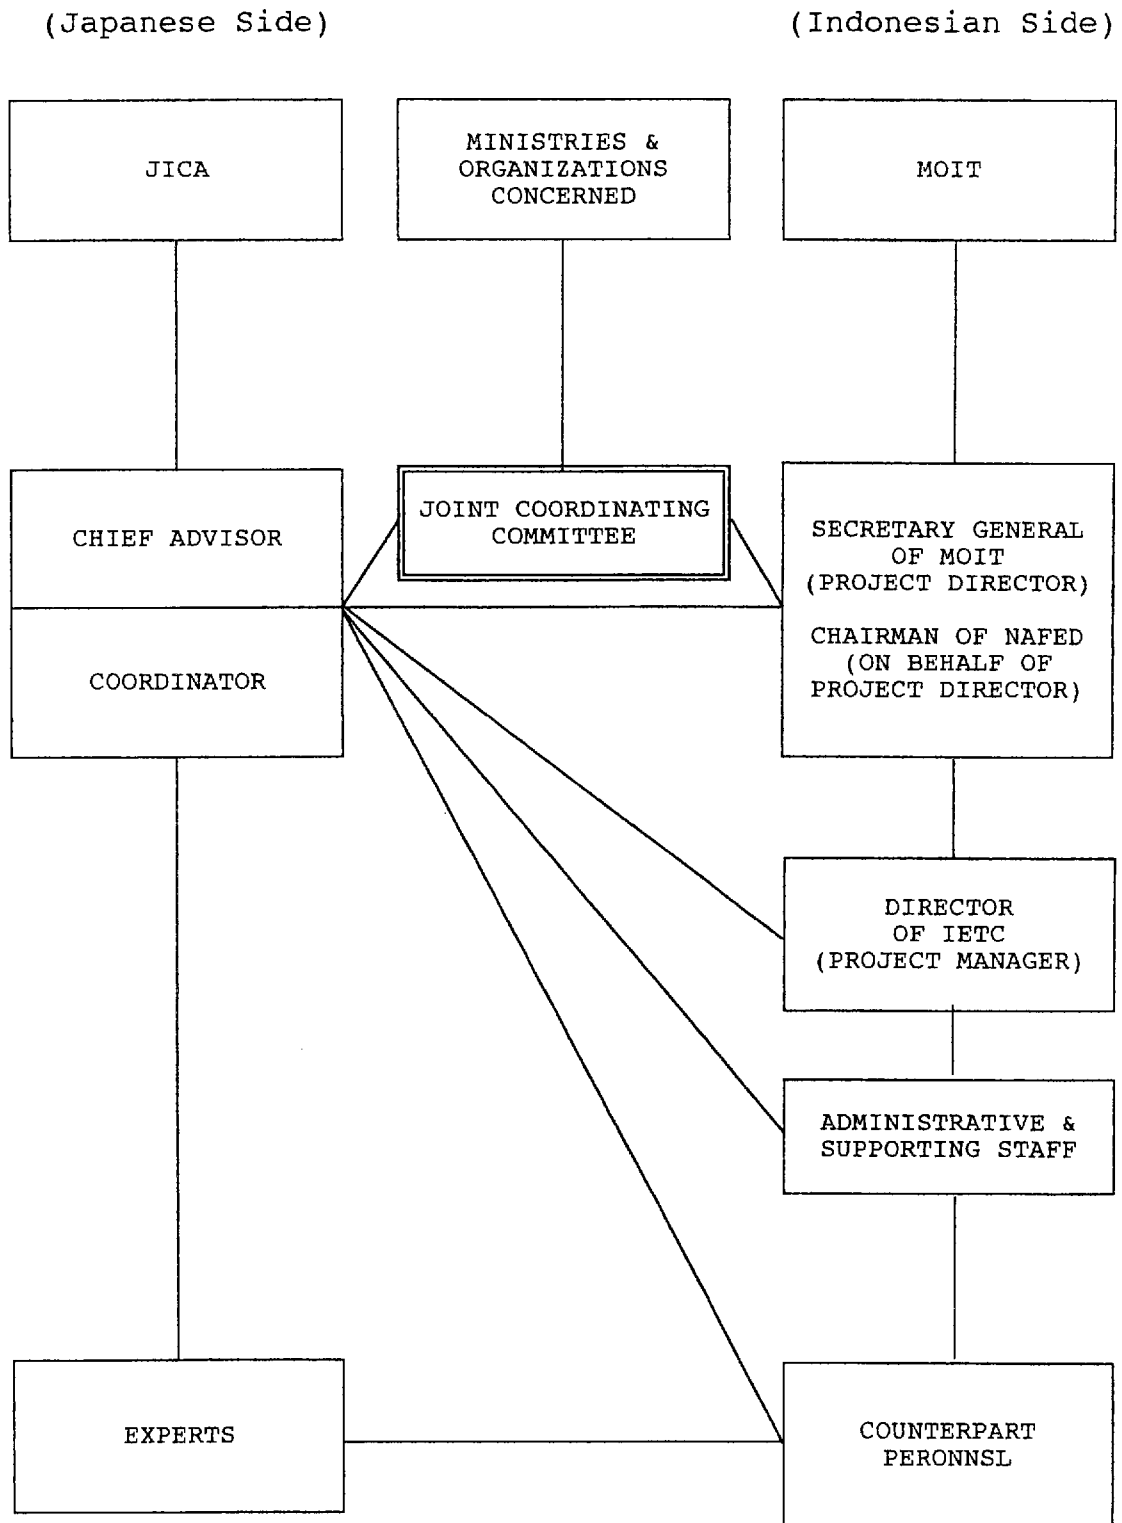 (Japanese Side)
(Indonesian Side)
JICA
MINISTRIES &
ORGANIZATIONS
CONCERNED
MOIT
CHIEF ADVISOR
COORDINATOR
JOINT COORDINATING
COMMITTEE
SECRETARY GENERAL
OF MOIT
(PROJECT DIRECTOR)
CHAIRMAN OF NAFED
(ON BEHALF OF
PROJECT DIRECTOR)
DIRECTOR
OF IETC
(PROJECT MANAGER)
ADMINISTRATIVE &
SUPPORTING STAFF
EXPERTS
COUNTERPART
PERONNSL